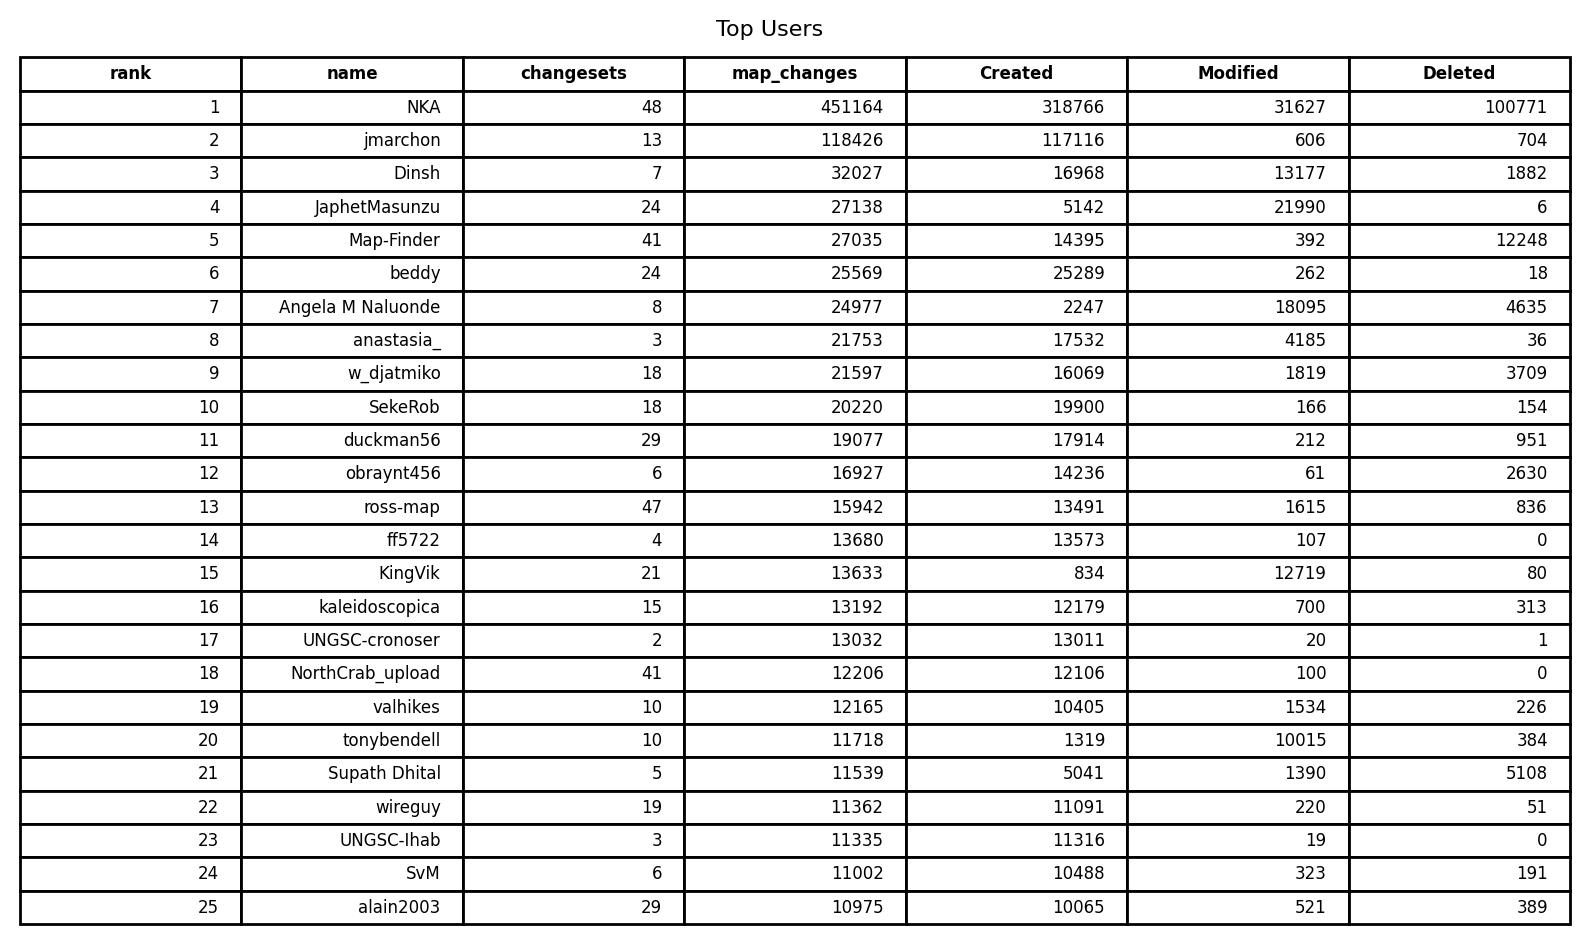 Top Users
rank name changesets map_changes Created Modified Deleted
1 NKA 48 451164 318766 31627 100771
2 jmarchon 13 118426 117116 606 704
3 Dinsh 7 32027 16968 13177 1882
4 JaphetMasunzu 24 27138 5142 21990 6
5 Map-Finder 41 27035 14395 392 12248
6 beddy 24 25569 25289 262 18
7 Angela M Naluonde 8 24977 2247 18095 4635
8 anastasia_ 3 21753 17532 4185 36
9 w_djatmiko 18 21597 16069 1819 3709
10 SekeRob 18 20220 19900 166 154
11 duckman56 29 19077 17914 212 951
12 obraynt456 6 16927 14236 61 2630
13 ross-map 47 15942 13491 1615 836
14 ff5722 4 13680 13573 107 0
15 KingVik 21 13633 834 12719 80
16 kaleidoscopica 15 13192 12179 700 313
17 UNGSC-cronoser 2 13032 13011 20 1
18 NorthCrab_upload 41 12206 12106 100 0
19 valhikes 10 12165 10405 1534 226
20 tonybendell 10 11718 1319 10015 384
21 Supath Dhital 5 11539 5041 1390 5108
22 wireguy 19 11362 11091 220 51
23 UNGSC-Ihab 3 11335 11316 19 0
24 SvM 6 11002 10488 323 191
25 alain2003 29 10975 10065 521 389